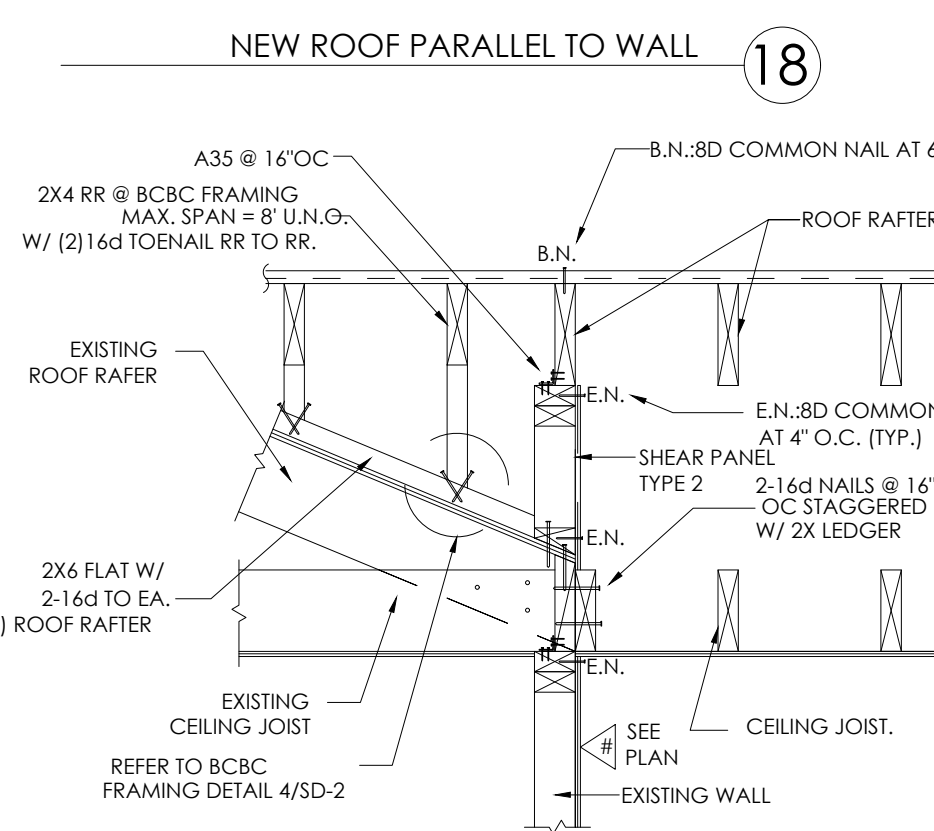 NEW ROOF PARALLEL TO WALL
18
A35 @ 16"OC
2X4 RR @ BCBC FRAMING
MAX. SPAN = 8' U.N.O.
W/ (2)16d TOENAIL RR TO RR.
B.N.:8D COMMON NAIL AT 6
ROOF RAFTER
B.N.
EXISTING
ROOF RAFER
E.N.
E.N.:8D COMMON
AT 4" O.C. (TYP.)
SHEAR PANEL
TYPE 2
2-16d NAILS @ 16"
OC STAGGERED
W/ 2X LEDGER
E.N.
2X6 FLAT W/
2-16d TO EA.
) ROOF RAFTER
E.N.
EXISTING
CEILING JOIST
#
SEE
PLAN
CEILING JOIST.
REFER TO BCBC
FRAMING DETAIL 4/SD-2
EXISTING WALL